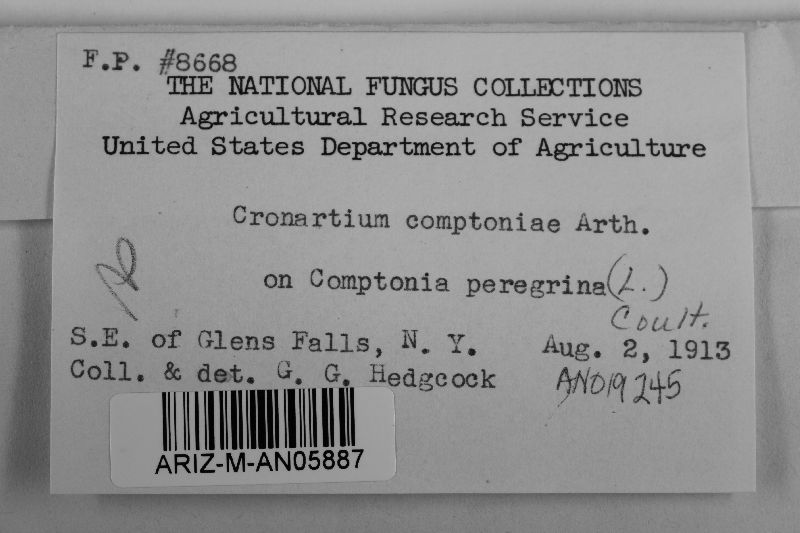 F.P. #8668
THE NATIONAL FUNGUS COLLECTIONS
Agricultural Research Service
United States Department of Agriculture
Cronartium comptoniae Arth.
on Comptonia peregrina (L.)
Coult.
S.E. of Glens Falls, N. Y. Aug. 2, 1913
Coll. & det. G. G. Hedgcock AN019245
ARIZ-M-AN05887